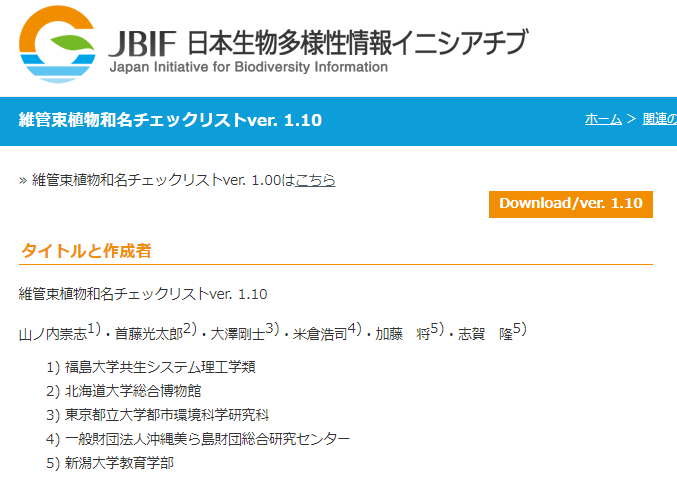 JBIF 日本生物多様性情報イニシアチブ
Japan Initiative for Biodiversity Information
維管束植物和名チェックリストver. 1.10
ホーム > 関連の
» 維管束植物和名チェックリストver. 1.00はこちら
Download/ver. 1.10
タイトルと作成者
維管束植物和名チェックリストver. 1.10
山ノ内崇志1)・首藤光太郎2)・大澤剛士3)・米倉浩司4)・加藤　将5)・志賀　隆5)
1) 福島大学共生システム理工学類
2) 北海道大学総合博物館
3) 東京都立大学都市環境科学研究科
4) 一般財団法人沖縄美ら島財団総合研究センター
5) 新潟大学教育学部